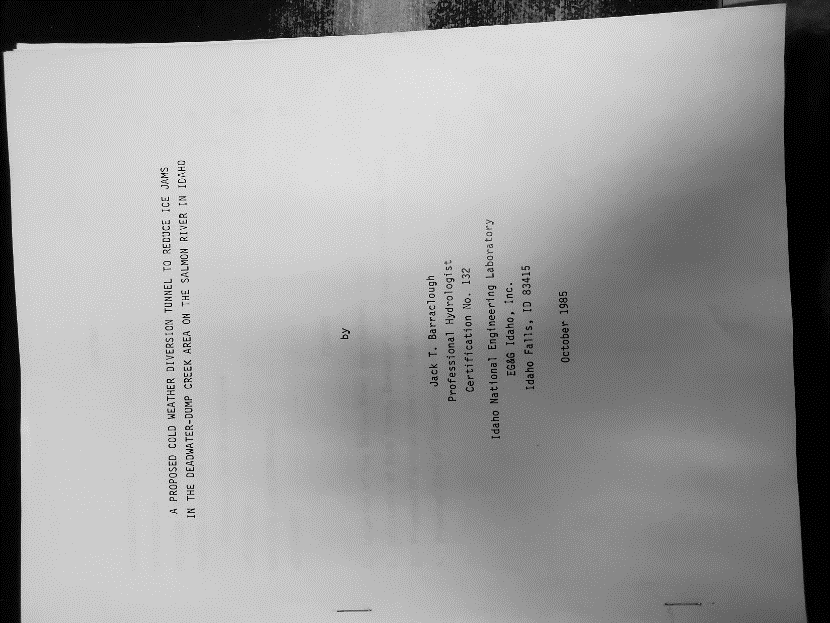 A PROPOSED COLD WEATHER DIVERSION TUNNEL TO REDUCE ICE JAMS
IN THE DEADWATER-DUMP CREEK AREA ON THE SALMON RIVER IN IDAHO
by
Jack T. Barraclough
Professional Hydrologist
Certification No. 132
Idaho National Engineering Laboratory
EG&G Idaho, Inc.
Idaho Falls, ID 83415
October 1985